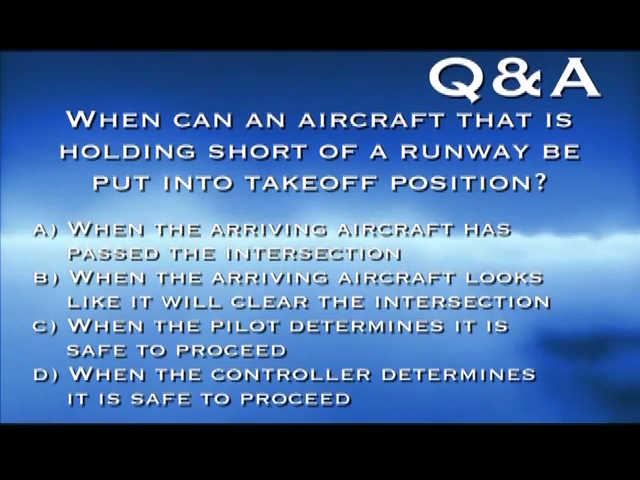 Q&A
WHEN CAN AN AIRCRAFT THAT IS
HOLDING SHORT OF A RUNWAY BE
PUT INTO TAKEOFF POSITION?
A) WHEN THE ARRIVING AIRCRAFT HAS
PASSED THE INTERSECTION
B) WHEN THE ARRIVING AIRCRAFT LOOKS
LIKE IT WILL CLEAR THE INTERSECTION
C) WHEN THE PILOT DETERMINES IT IS
SAFE TO PROCEED
D) WHEN THE CONTROLLER DETERMINES
IT IS SAFE TO PROCEED